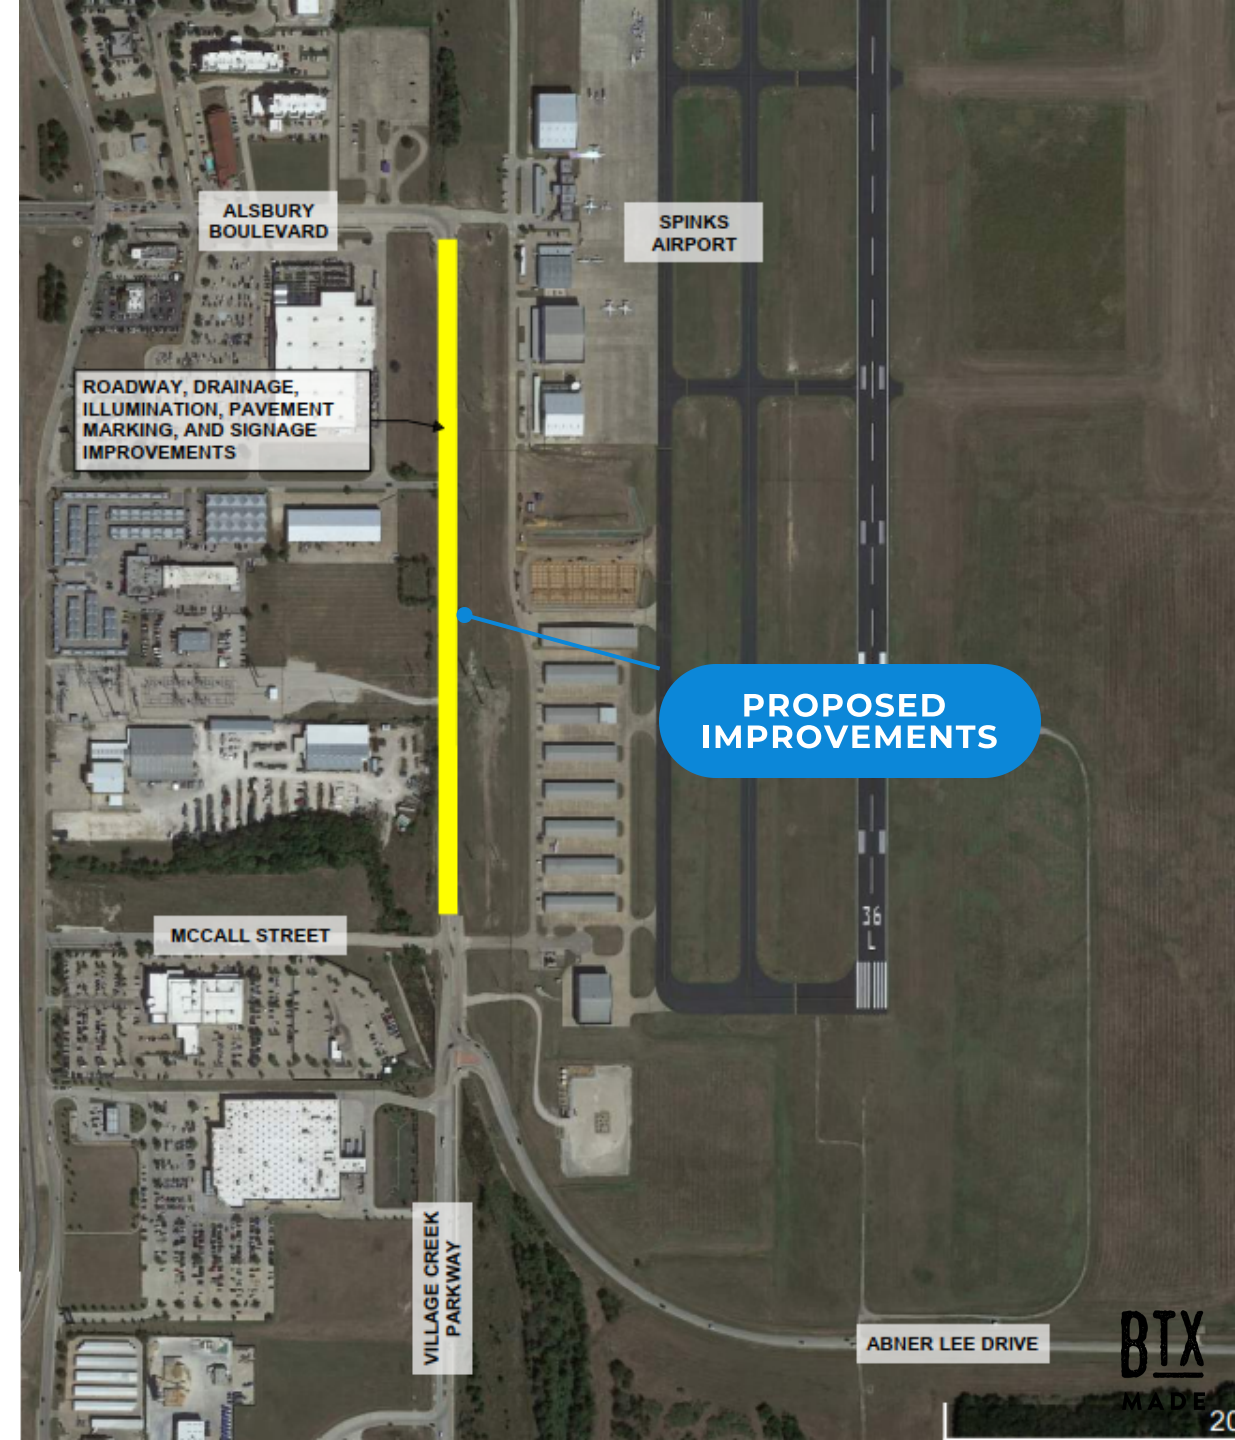 ALSBURY
BOULEVARD
SPINKS
AIRPORT
ROADWAY, DRAINAGE,
ILLUMINATION, PAVEMENT
MARKING, AND SIGNAGE
IMPROVEMENTS
PROPOSED
IMPROVEMENTS
36
L
MCCALL STREET
VILLAGE CREEK
PARKWAY
ABNER LEE DRIVE
BTX
MADE
20